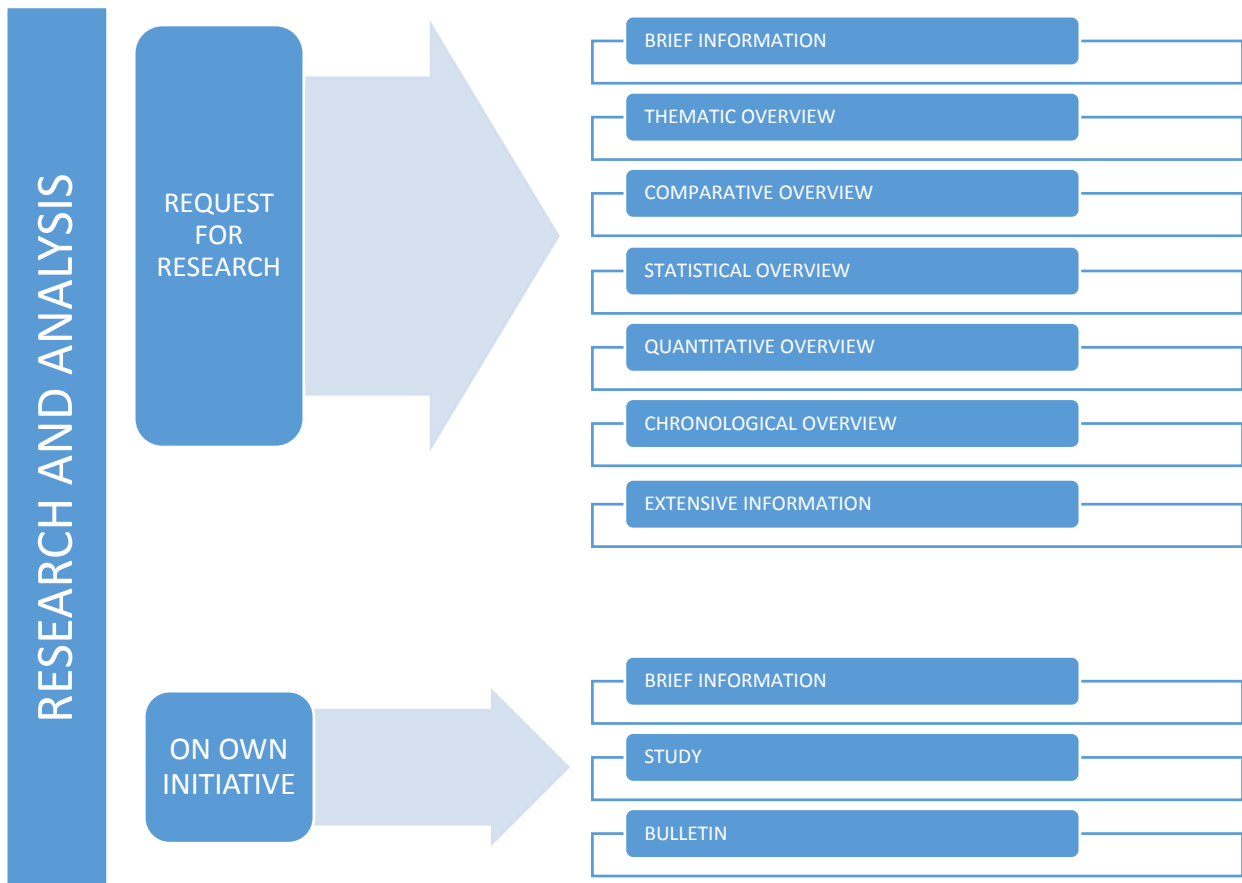 RESEARCH AND ANALYSIS
REQUEST
FOR
RESEARCH
BRIEF INFORMATION
THEMATIC OVERVIEW
COMPARATIVE OVERVIEW
STATISTICAL OVERVIEW
QUANTITATIVE OVERVIEW
CHRONOLOGICAL OVERVIEW
EXTENSIVE INFORMATION
ON OWN
INITIATIVE
BRIEF INFORMATION
STUDY
BULLETIN